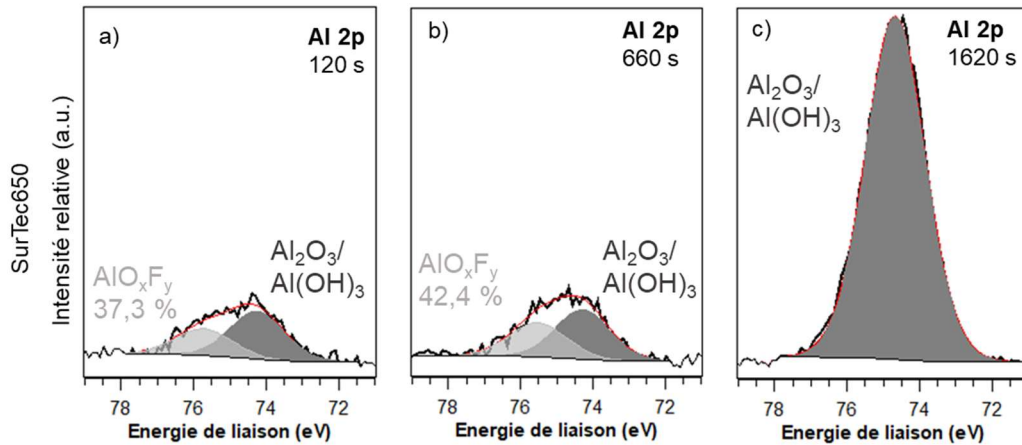 SurTec650
Intensité relative (a.u.)
a)
Al 2p
120 s
AlOₓFᵧ
37,3 %
Al₂O₃/
Al(OH)₃
78 76 74 72
Energie de liaison (eV)
b)
Al 2p
660 s
AlOₓFᵧ
42,4 %
Al₂O₃/
Al(OH)₃
78 76 74 72
Energie de liaison (eV)
c)
Al 2p
1620 s
Al₂O₃/
Al(OH)₃
78 76 74 72
Energie de liaison (eV)